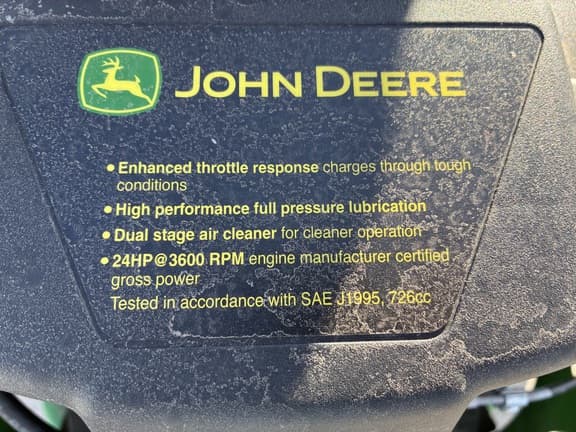 JOHN DEERE
• Enhanced throttle response charges through tough
conditions
• High performance full pressure lubrication
• Dual stage air cleaner for cleaner operation
• 24HP@3600 RPM engine manufacturer certified
gross power
Tested in accordance with SAE J1995, 726cc